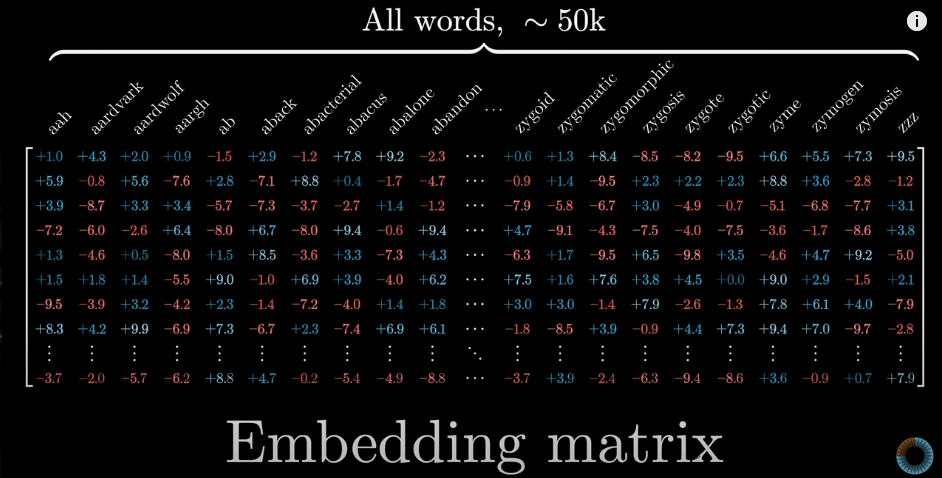 All words, ~ 50k
i
aah aardvark aardwolf aargh ab aback abacterial abacus abalone abandon ··· zygoid zygomatic zygomorphic zygosis zygote zygotic zyme zymogen zymosis zzz
+1.0 +4.3 +2.0 +0.9 −1.5 +2.9 −1.2 +7.8 +9.2 −2.3 ··· +0.6 +1.3 +8.4 −8.5 −8.2 −9.5 +6.6 +5.5 +7.3 +9.5
+5.9 −0.8 +5.6 −7.6 +2.8 −7.1 +8.8 +0.4 −1.7 −4.7 ··· −0.9 +1.4 −9.5 +2.3 +2.2 +2.3 +8.8 +3.6 −2.8 −1.2
+3.9 −8.7 +3.3 +3.4 −5.7 −7.3 −3.7 −2.7 +1.4 −1.2 ··· −7.9 −5.8 −6.7 +3.0 −4.9 −0.7 −5.1 −6.8 −7.7 +3.1
−7.2 −6.0 −2.6 +6.4 −8.0 +6.7 −8.0 +9.4 −0.6 +9.4 ··· +4.7 −9.1 −4.3 −7.5 −4.0 −7.5 −3.6 −1.7 −8.6 +3.8
+1.3 −4.6 +0.5 −8.0 +1.5 +8.5 −3.6 +3.3 −7.3 +4.3 ··· −6.3 +1.7 −9.5 +6.5 −9.8 +3.5 −4.6 +4.7 +9.2 −5.0
+1.5 +1.8 +1.4 −5.5 +9.0 −1.0 +6.9 +3.9 −4.0 +6.2 ··· +7.5 +1.6 +7.6 +3.8 +4.5 +0.0 +9.0 +2.9 −1.5 +2.1
−9.5 −3.9 +3.2 −4.2 +2.3 −1.4 −7.2 −4.0 +1.4 +1.8 ··· +3.0 +3.0 −1.4 +7.9 −2.6 −1.3 +7.8 +6.1 +4.0 −7.9
+8.3 +4.2 +9.9 −6.9 +7.3 −6.7 +2.3 −7.4 +6.9 +6.1 ··· −1.8 −8.5 +3.9 −0.9 +4.4 +7.3 +9.4 +7.0 −9.7 −2.8
⋮ ⋮ ⋮ ⋮ ⋮ ⋮ ⋮ ⋮ ⋮ ⋮ ⋱ ⋮ ⋮ ⋮ ⋮ ⋮ ⋮ ⋮ ⋮ ⋮ ⋮
−3.7 −2.0 −5.7 −6.2 +8.8 +4.7 −0.2 −5.4 −4.9 −8.8 ··· −3.7 +3.9 −2.4 −6.3 −9.4 −8.6 +3.6 −0.9 +0.7 +7.9
Embedding matrix